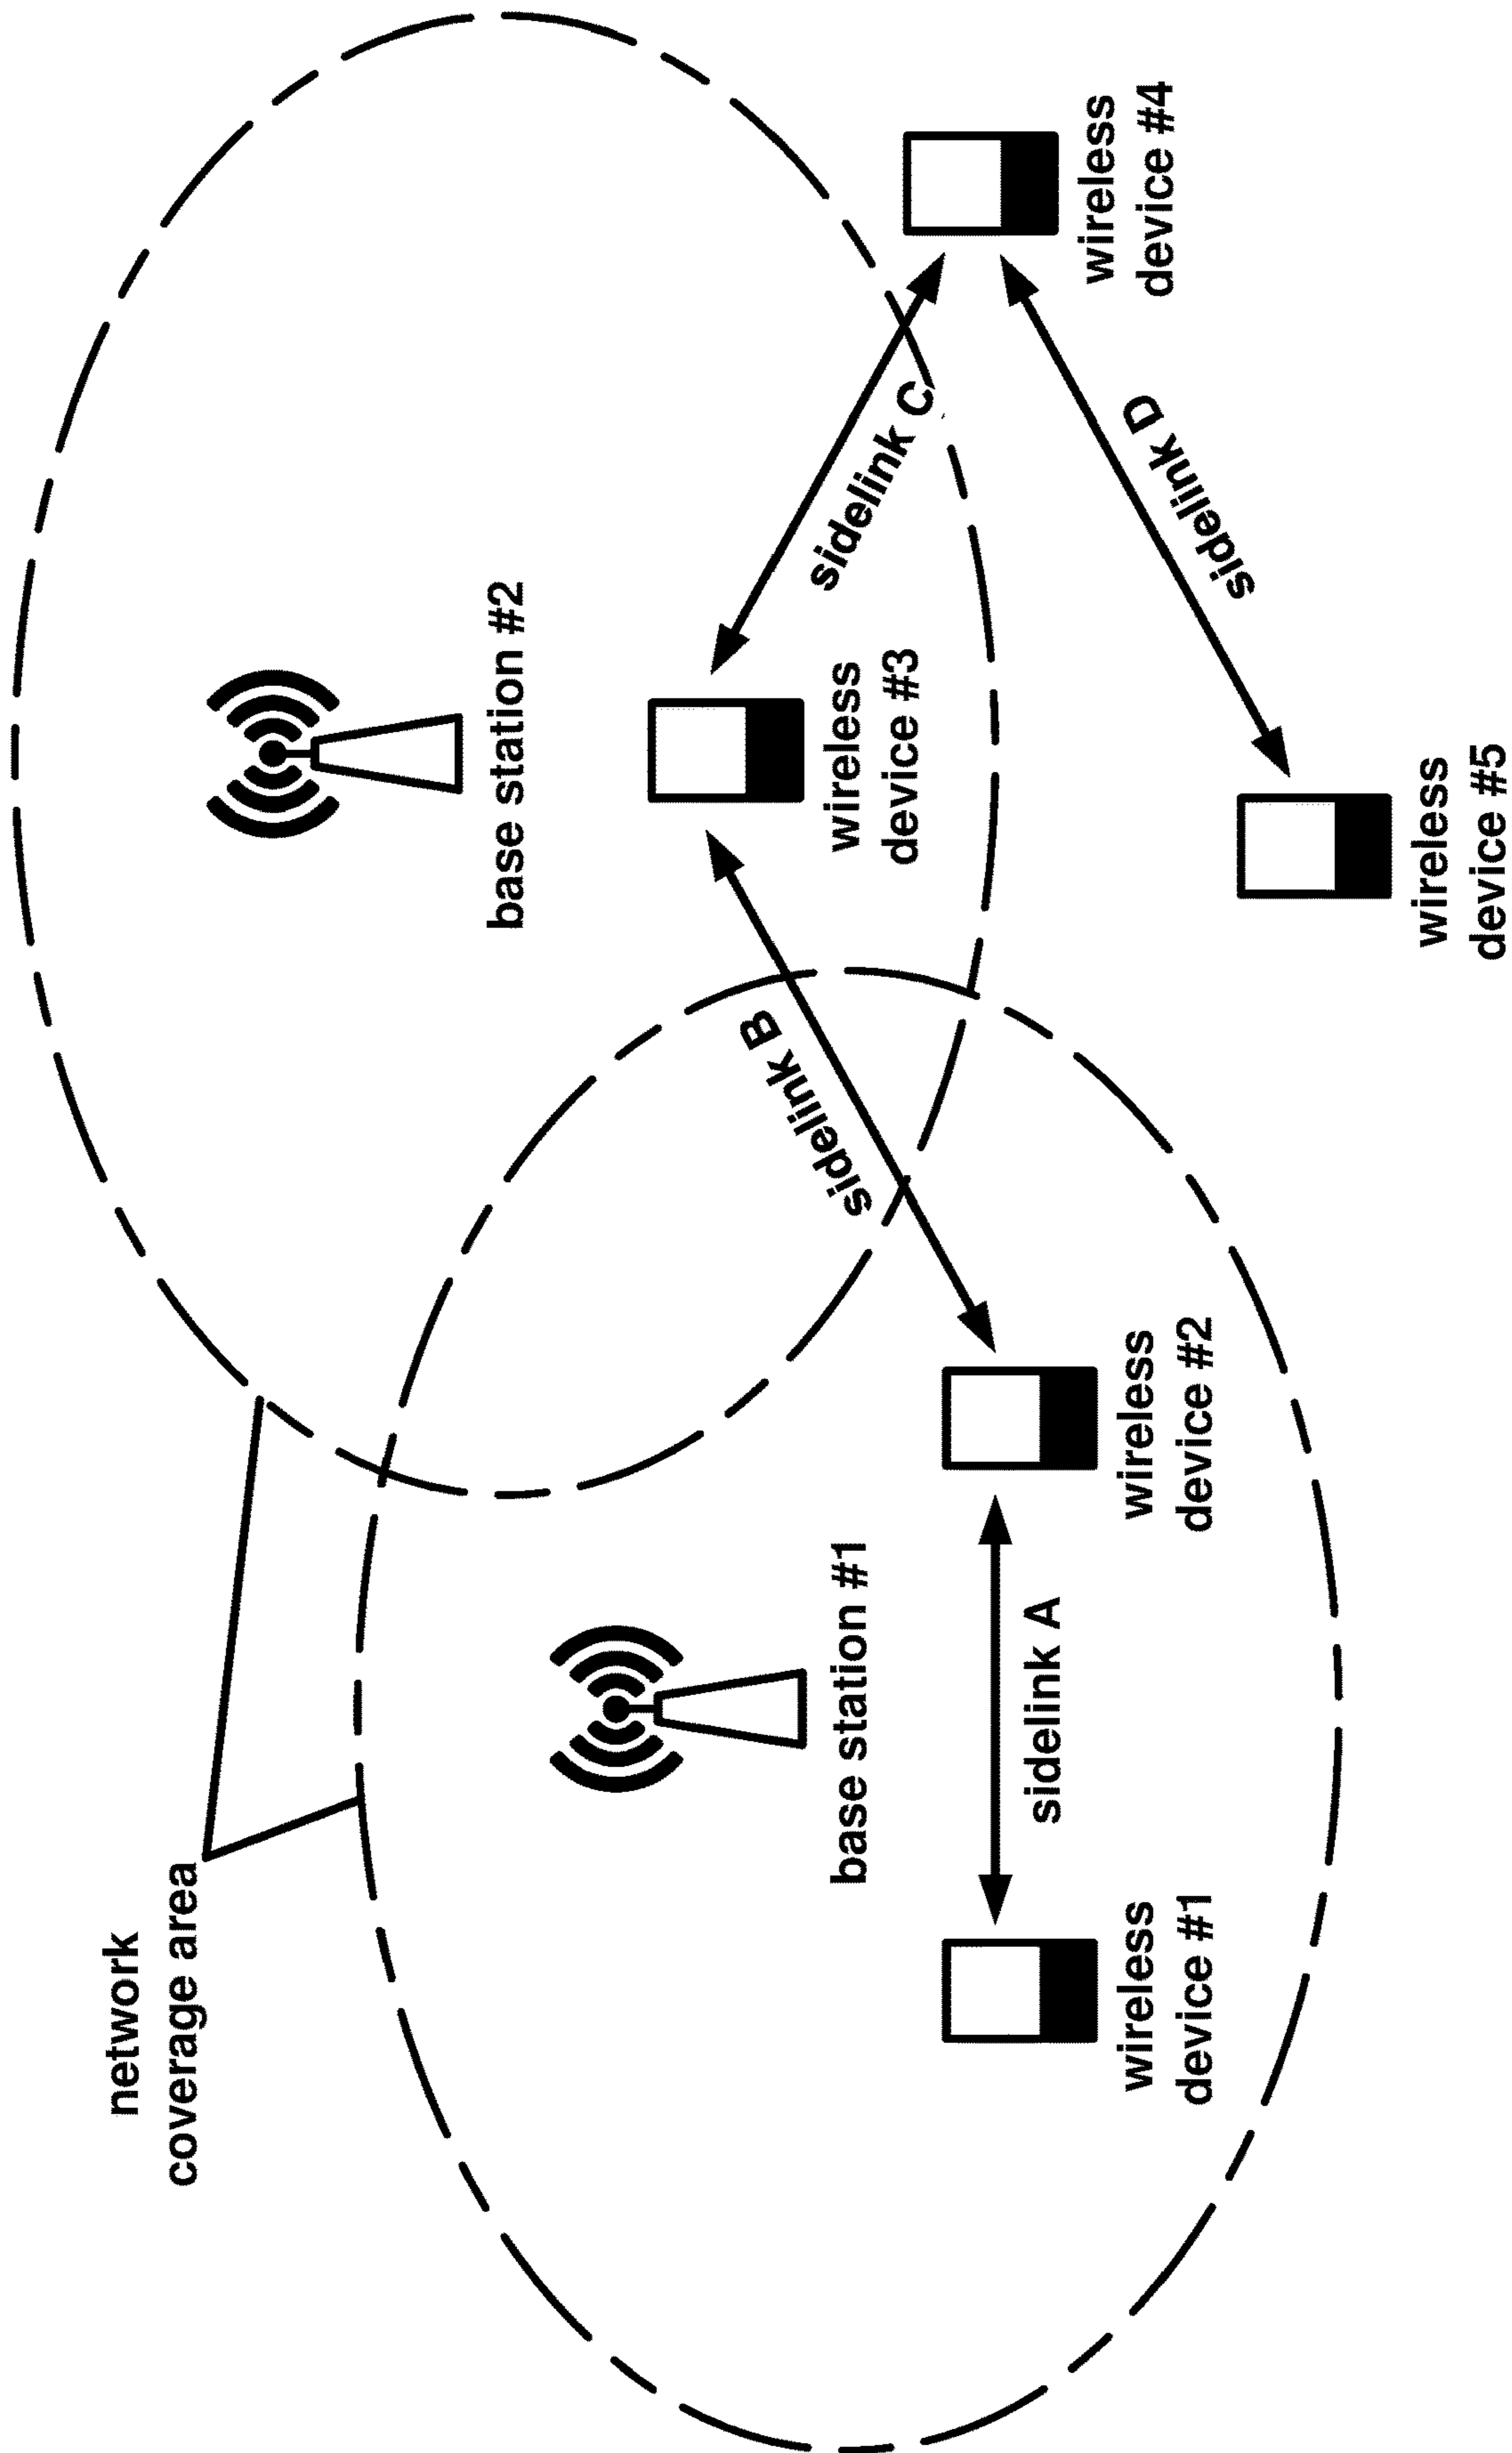 network
coverage area
base station #2
base station #1
sidelink B
sidelink C
wireless
device #3
wireless
device #4
sidelink A
wireless
device #1
wireless
device #2
sidelink D
wireless
device #5